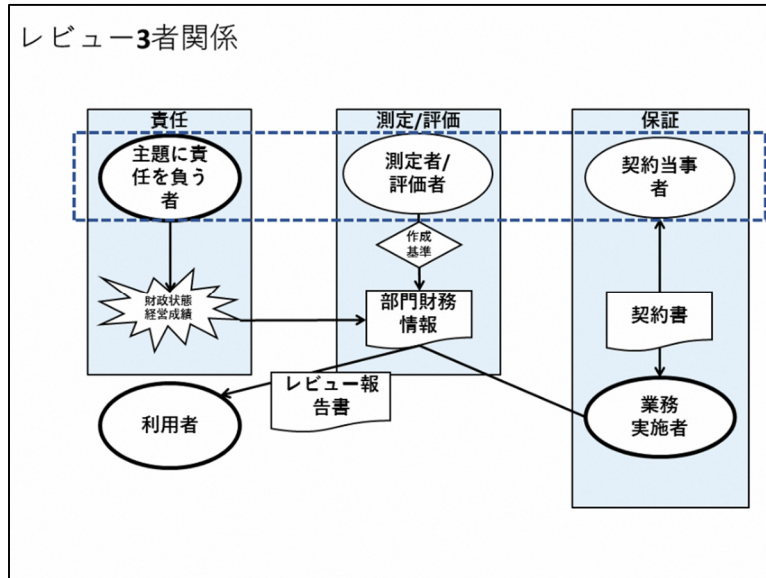 レビュー3者関係
責任
測定/評価
保証
主題に責
任を負う
者
測定者/
評価者
契約当事
者
作成
基準
財政状態
経営成績
部門財務
情報
契約書
レビュー報
告書
利用者
業務
実施者